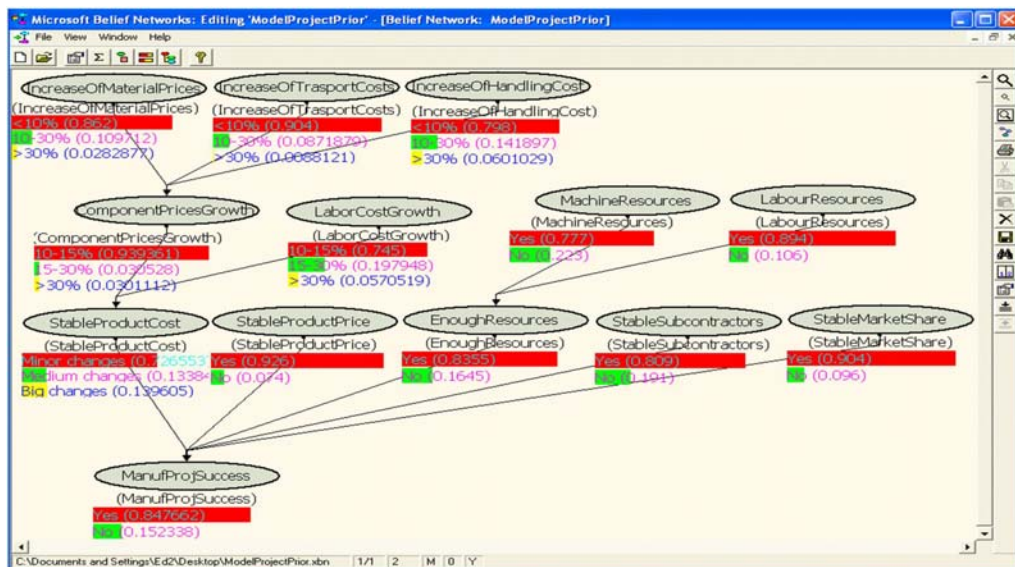 Microsoft Belief Networks: Editing 'ModelProjectPrior' - [Belief Network: ModelProjectPrior]
File View Window Help
IncreaseOfMaterialPrices IncreaseOfTrasportCosts IncreaseOfHandlingCost
(IncreaseOfMaterialPrices) (IncreaseOfTrasportCosts) (IncreaseOfHandlingCost)
<10% (0.862) <10% (0.904) <10% (0.798)
10-30% (0.109712) 10-30% (0.0871879) 10-30% (0.141897)
>30% (0.0282877) >30% (0.0088121) >30% (0.0601029)
ComponentPricesGrowth LaborCostGrowth MachineResources LabourResources
(ComponentPricesGrowth) (LaborCostGrowth) (MachineResources) (LabourResources)
10-15% (0.939361) 10-15% (0.745) Yes (0.777) Yes (0.894)
15-30% (0.030528) 15-30% (0.197948) No (0.223) No (0.106)
>30% (0.0301112) >30% (0.0570519)
StableProductCost StableProductPrice EnoughResources StableSubcontractors StableMarketShare
(StableProductCost) (StableProductPrice) (EnoughResources) (StableSubcontractors) (StableMarketShare)
Minor changes (0.726553 Yes (0.926) Yes (0.8355) Yes (0.809) Yes (0.904)
Medium changes (0.13384 No (0.074) No (0.1645) No (0.191) No (0.096)
Big changes (0.139605)
ManufProjSuccess
(ManufProjSuccess)
Yes (0.847662)
No (0.152338)
C:\Documents and Settings\Ed2\Desktop\ModelProjectPrior.xbn 1/1 2 M 0 Y